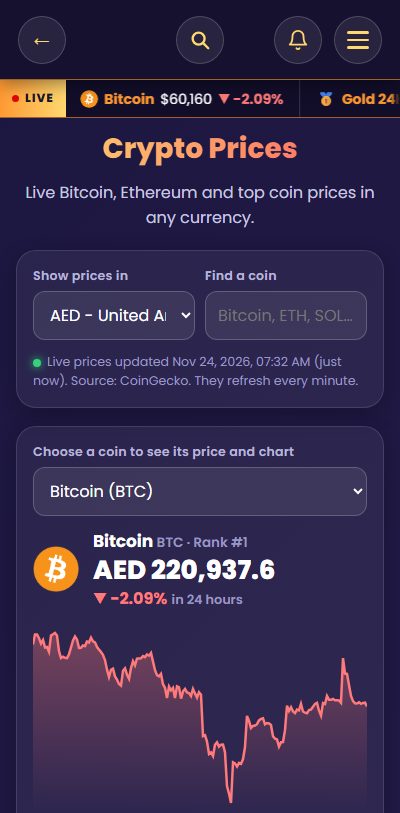 ←
LIVE Bitcoin $60,160 ▼ −2.09% Gold 24
Crypto Prices
Live Bitcoin, Ethereum and top coin prices in
any currency.
Show prices in Find a coin
AED - United Ar Bitcoin, ETH, SOL...
Live prices updated Nov 24, 2026, 07:32 AM (just
now). Source: CoinGecko. They refresh every minute.
Choose a coin to see its price and chart
Bitcoin (BTC)
Bitcoin BTC · Rank #1
AED 220,937.6
▼ −2.09% in 24 hours